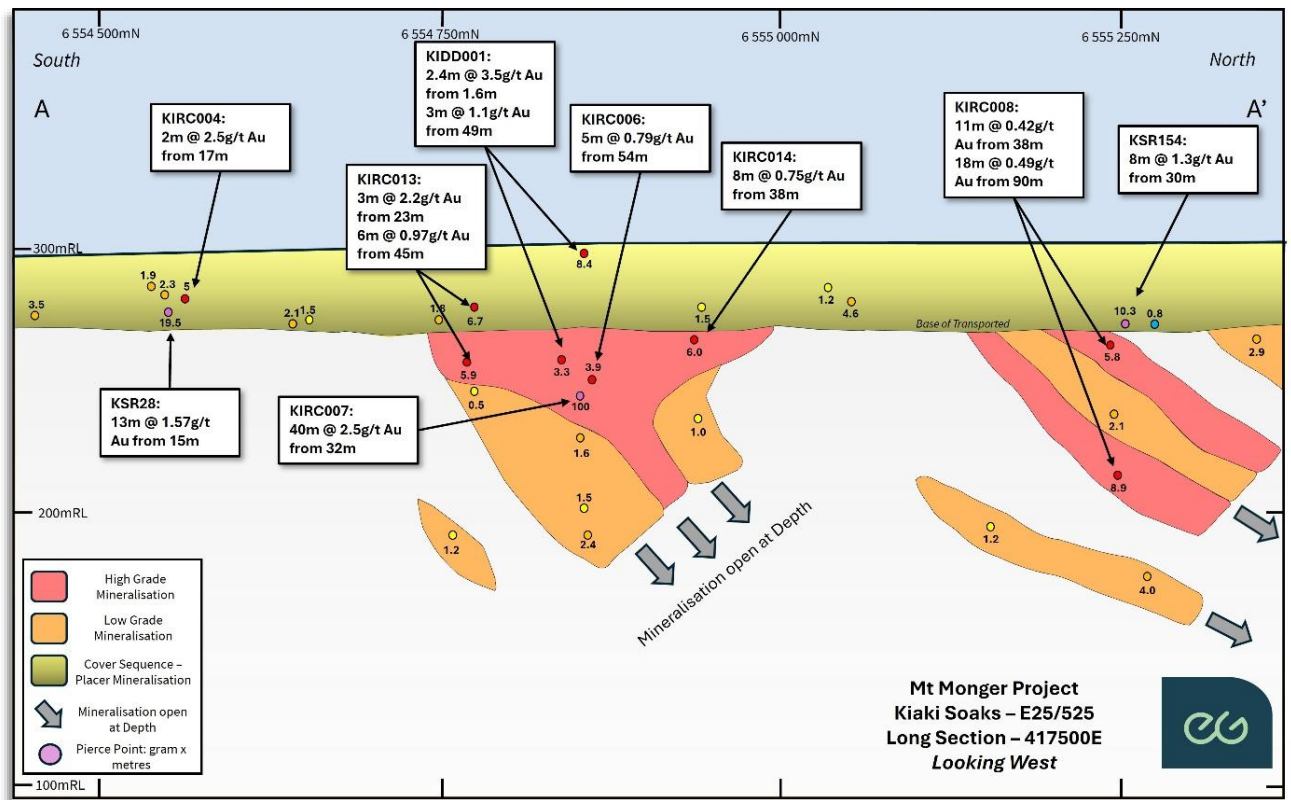 6 554 500mN
6 554 750mN
6 555 000mN
6 555 250mN
South
North
A
A’
KIRC004:
2m @ 2.5g/t Au
from 17m
KIDD001:
2.4m @ 3.5g/t Au
from 1.6m
3m @ 1.1g/t Au
from 49m
KIRC013:
3m @ 2.2g/t Au
from 23m
6m @ 0.97g/t Au
from 45m
KIRC006:
5m @ 0.79g/t Au
from 54m
KIRC014:
8m @ 0.75g/t Au
from 38m
KIRC008:
11m @ 0.42g/t
Au from 38m
18m @ 0.49g/t
Au from 90m
KSR154:
8m @ 1.3g/t Au
from 30m
300mRL
3.5
1.9
2.3
5
19.5
2.1
1.5
1.8
6.7
8.4
1.5
1.2
4.6
10.3
0.8
Base of Transported
5.9
0.5
3.3
3.9
100
6.0
1.0
1.6
1.5
2.4
1.2
5.8
2.1
8.9
2.9
1.2
4.0
KSR28:
13m @ 1.57g/t
Au from 15m
KIRC007:
40m @ 2.5g/t Au
from 32m
200mRL
Mineralisation open at Depth
High Grade
Mineralisation
Low Grade
Mineralisation
Cover Sequence –
Placer Mineralisation
Mineralisation open
at Depth
Pierce Point: gram x
metres
100mRL
Mt Monger Project
Kiaki Soaks – E25/525
Long Section – 417500E
Looking West
eG